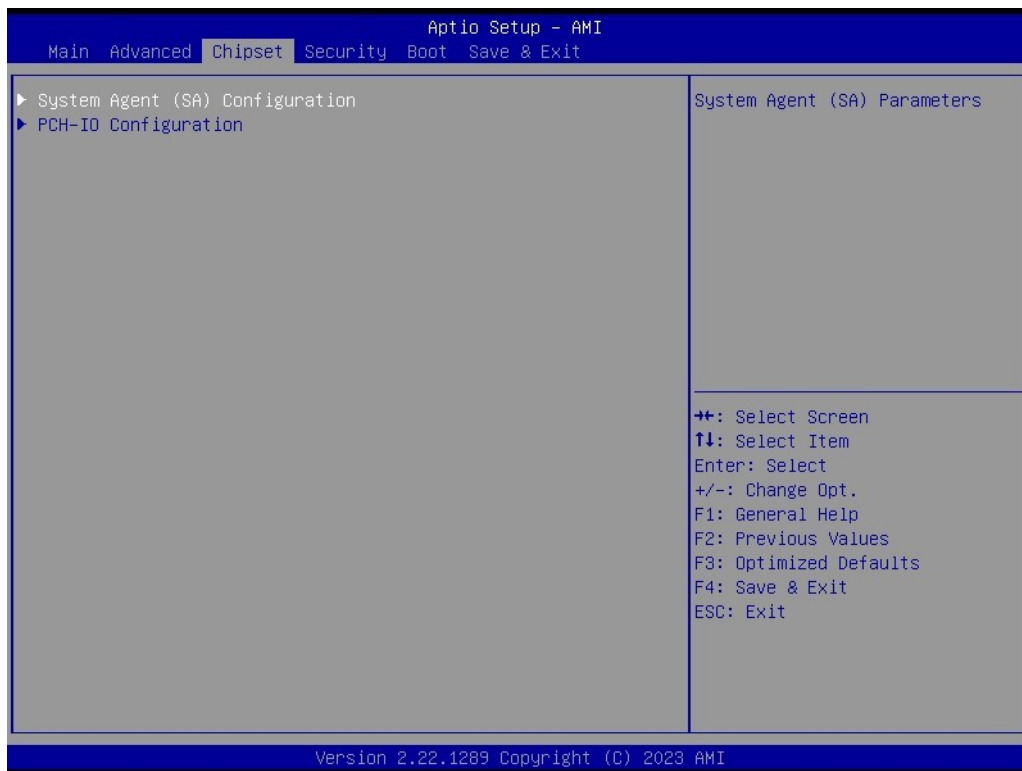 Aptio Setup – AMI
Main Advanced Chipset Security Boot Save & Exit
▶ System Agent (SA) Configuration
▶ PCH-IO Configuration
System Agent (SA) Parameters
→←: Select Screen
↑↓: Select Item
Enter: Select
+/-: Change Opt.
F1: General Help
F2: Previous Values
F3: Optimized Defaults
F4: Save & Exit
ESC: Exit
Version 2.22.1289 Copyright (C) 2023 AMI